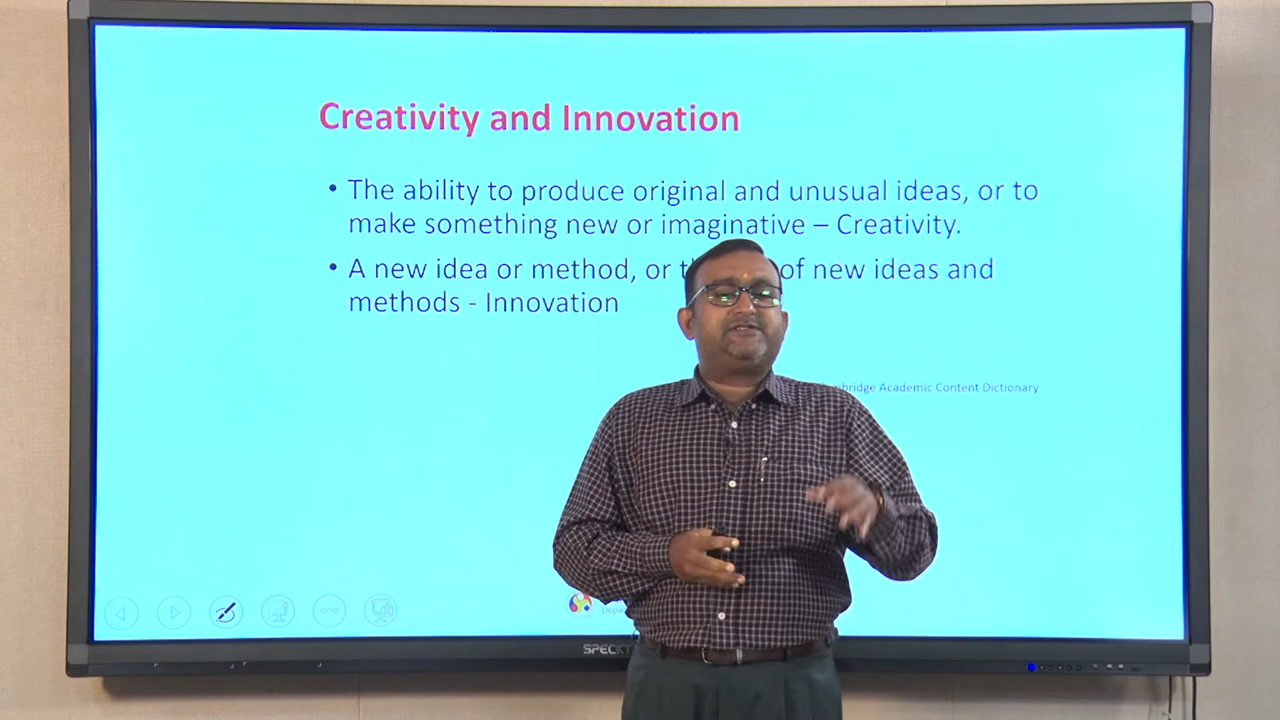 Creativity and Innovation
• The ability to produce original and unusual ideas, or to
make something new or imaginative – Creativity.
• A new idea or method, or of new ideas and
methods - Innovation
Academic Content Dictionary